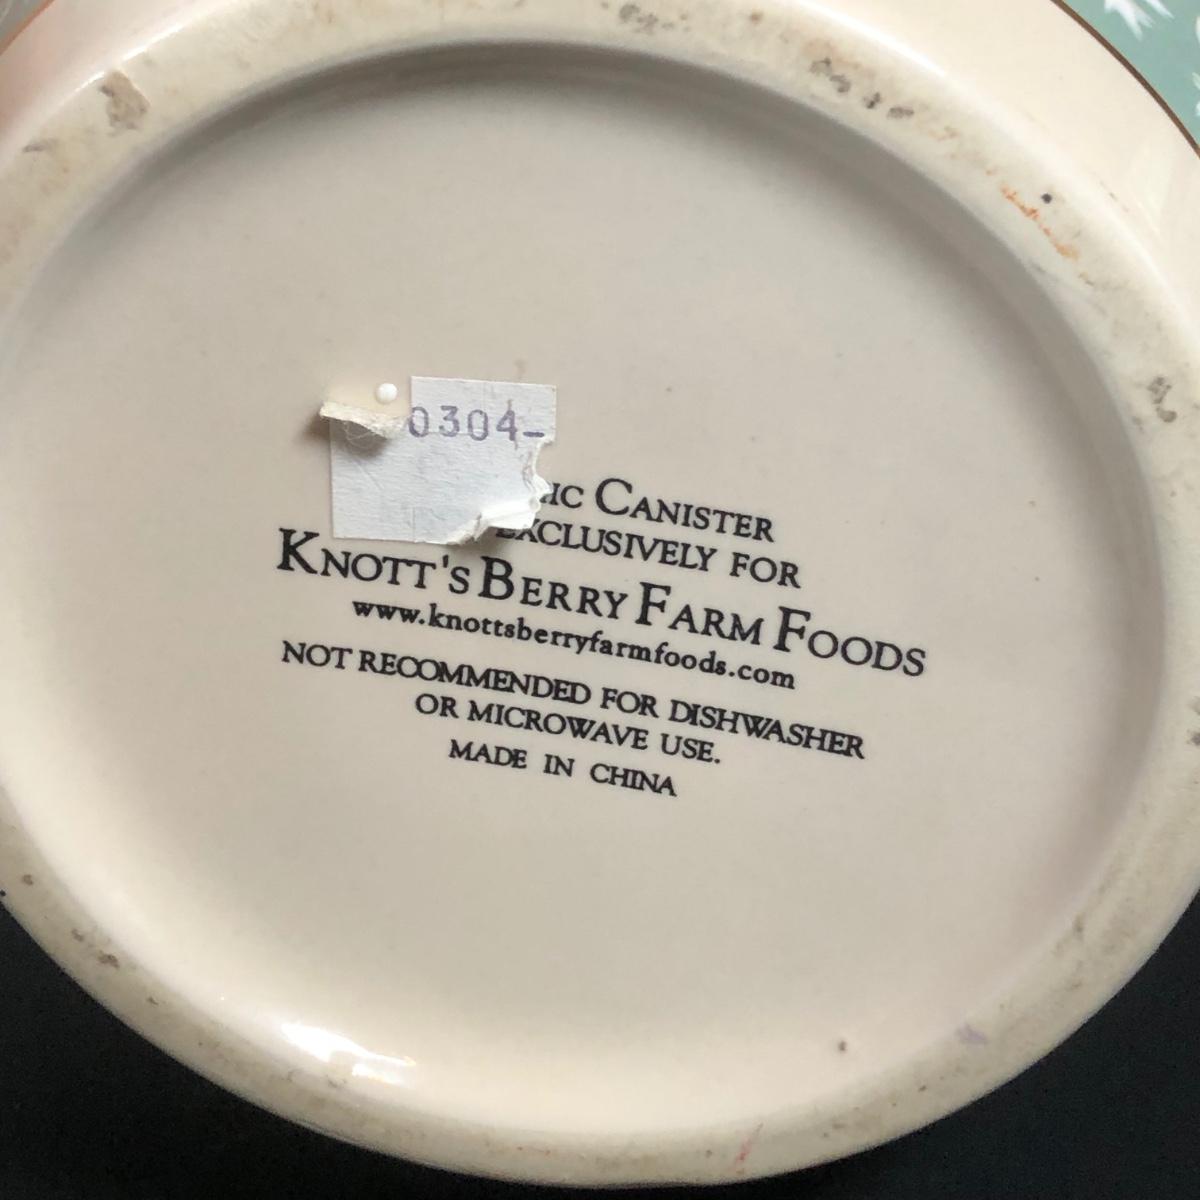 0304-
CANISTER
EXCLUSIVELY FOR
KNOTT'S BERRY FARM FOODS
www.knottsberryfarmfoods.com
NOT RECOMMENDED FOR DISHWASHER
OR MICROWAVE USE.
MADE IN CHINA